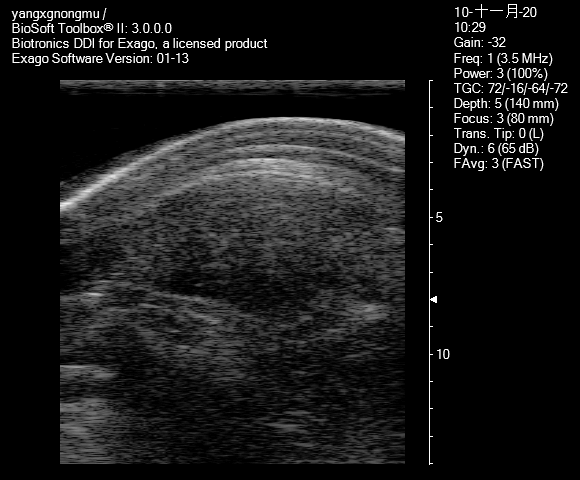 yangxgnongmu /
BioSoft Toolbox® II: 3.0.0.0
Biotronics DDI for Exago, a licensed product
Exago Software Version: 01-13
10-十一月-20
10:29
Gain: -32
Freq: 1 (3.5 MHz)
Power: 3 (100%)
TGC: 72/-16/-64/-72
Depth: 5 (140 mm)
Focus: 3 (80 mm)
Trans. Tip: 0 (L)
Dyn.: 6 (65 dB)
FAvg: 3 (FAST)
5
10